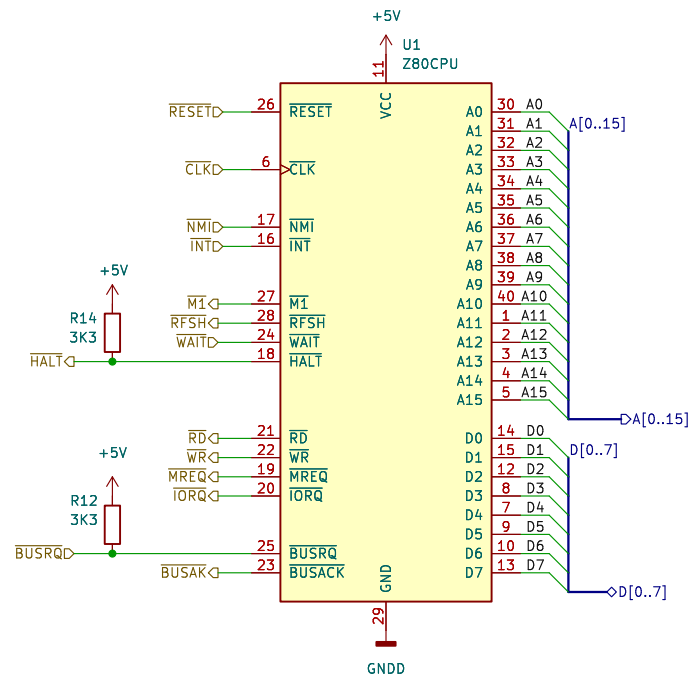 +5V
U1
Z80CPU
11
VCC
RESET 26 RESET
CLK 6 CLK
NMI 17 NMI
INT 16 INT
+5V
R14
3K3
M1 27 M1
RFSH 28 RFSH
WAIT 24 WAIT
HALT 18 HALT
RD 21 RD
WR 22 WR
MREQ 19 MREQ
IORQ 20 IORQ
+5V
R12
3K3
BUSRQ 25 BUSRQ
BUSAK 23 BUSACK
A0 30 A0
A[0..15]
A1 31 A1
A2 32 A2
A3 33 A3
A4 34 A4
A5 35 A5
A6 36 A6
A7 37 A7
A8 38 A8
A9 39 A9
A10 40 A10
A11 1 A11
A12 2 A12
A13 3 A13
A14 4 A14
A15 5 A15
A[0..15]
D0 14 D0
D[0..7]
D1 15 D1
D2 12 D2
D3 8 D3
D4 7 D4
D5 9 D5
D6 10 D6
D7 13 D7
D[0..7]
GND
29
GNDD